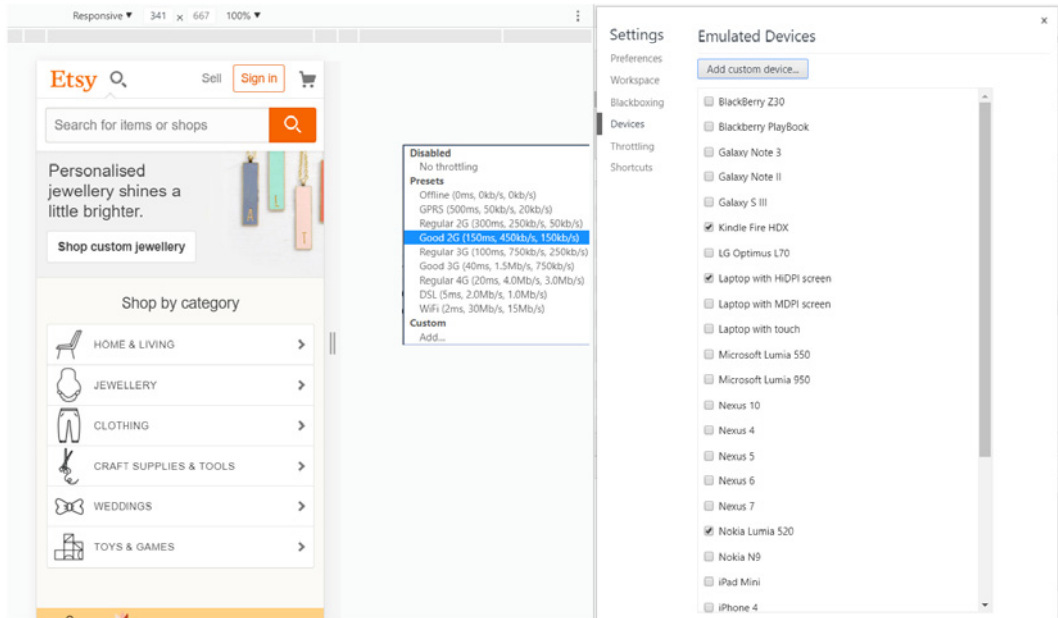 Responsive ▼ 341 x 667 100% ▼
Etsy Sell Sign in
Search for items or shops
Personalised
jewellery shines a
little brighter.
Shop custom jewellery
A L T
Shop by category
HOME & LIVING
JEWELLERY
CLOTHING
CRAFT SUPPLIES & TOOLS
WEDDINGS
TOYS & GAMES
Disabled
No throttling
Presets
Offline (0ms, 0kb/s, 0kb/s)
GPRS (500ms, 50kb/s, 20kb/s)
Regular 2G (300ms, 250kb/s, 50kb/s)
Good 2G (150ms, 450kb/s, 150kb/s)
Regular 3G (100ms, 750kb/s, 250kb/s)
Good 3G (40ms, 1.5Mb/s, 750kb/s)
Regular 4G (20ms, 4.0Mb/s, 3.0Mb/s)
DSL (5ms, 2.0Mb/s, 1.0Mb/s)
WiFi (2ms, 30Mb/s, 15Mb/s)
Custom
Add...
Settings
Preferences
Workspace
Blackboxing
Devices
Throttling
Shortcuts
Emulated Devices
Add custom device...
BlackBerry Z30
Blackberry PlayBook
Galaxy Note 3
Galaxy Note II
Galaxy S III
Kindle Fire HDX
LG Optimus L70
Laptop with HiDPI screen
Laptop with MDPI screen
Laptop with touch
Microsoft Lumia 550
Microsoft Lumia 950
Nexus 10
Nexus 4
Nexus 5
Nexus 6
Nexus 7
Nokia Lumia 520
Nokia N9
iPad Mini
iPhone 4